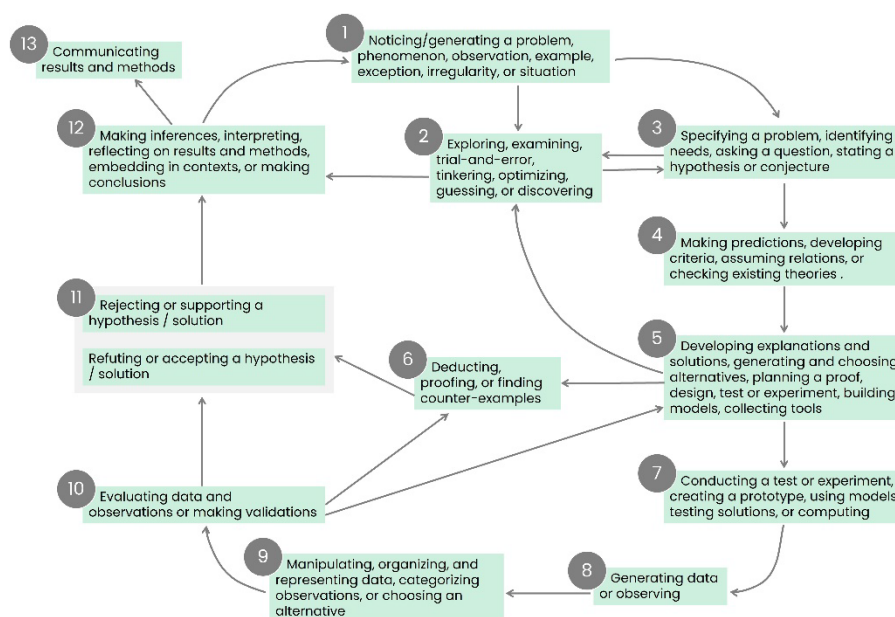 1
Noticing/generating a problem,
phenomenon, observation, example,
exception, irregularity, or situation
2
Exploring, examining,
trial-and-error,
tinkering, optimizing,
guessing, or discovering
3
Specifying a problem, identifying
needs, asking a question, stating a
hypothesis or conjecture
4
Making predictions, developing
criteria, assuming relations, or
checking existing theories .
5
Developing explanations and
solutions, generating and choosing
alternatives, planning a proof,
design, test or experiment, building
models, collecting tools
6
Deducting,
proofing, or finding
counter-examples
7
Conducting a test or experiment,
creating a prototype, using models
testing solutions, or computing
8
Generating data
or observing
9
Manipulating, organizing, and
representing data, categorizing
observations, or choosing an
alternative
10
Evaluating data and
observations or making validations
11
Rejecting or supporting a
hypothesis / solution
Refuting or accepting a hypothesis
/ solution
12
Making inferences, interpreting,
reflecting on results and methods,
embedding in contexts, or making
conclusions
13
Communicating
results and methods